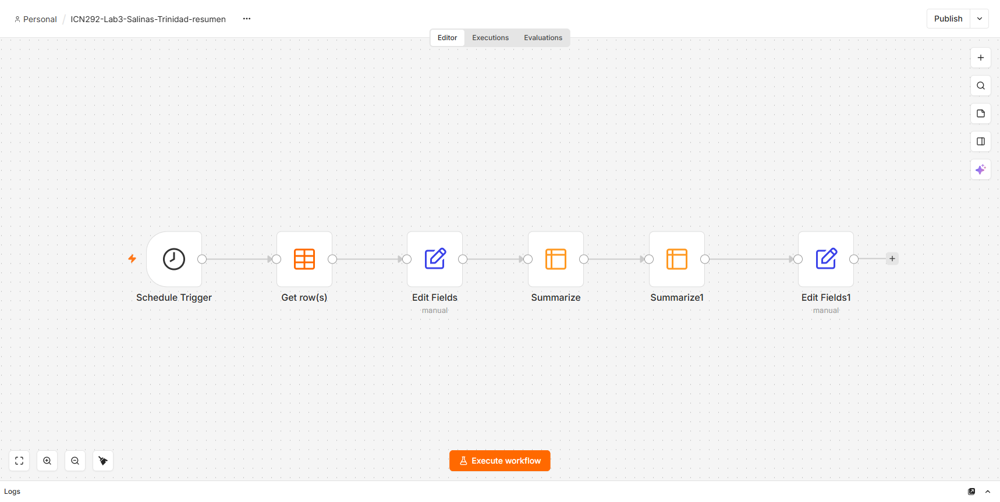 Personal / ICN292-Lab3-Salinas-Trinidad-resumen ...
Publish
Editor Executions Evaluations
Schedule Trigger
Get row(s)
Edit Fields
manual
Summarize
Summarize1
Edit Fields1
manual
Execute workflow
Logs